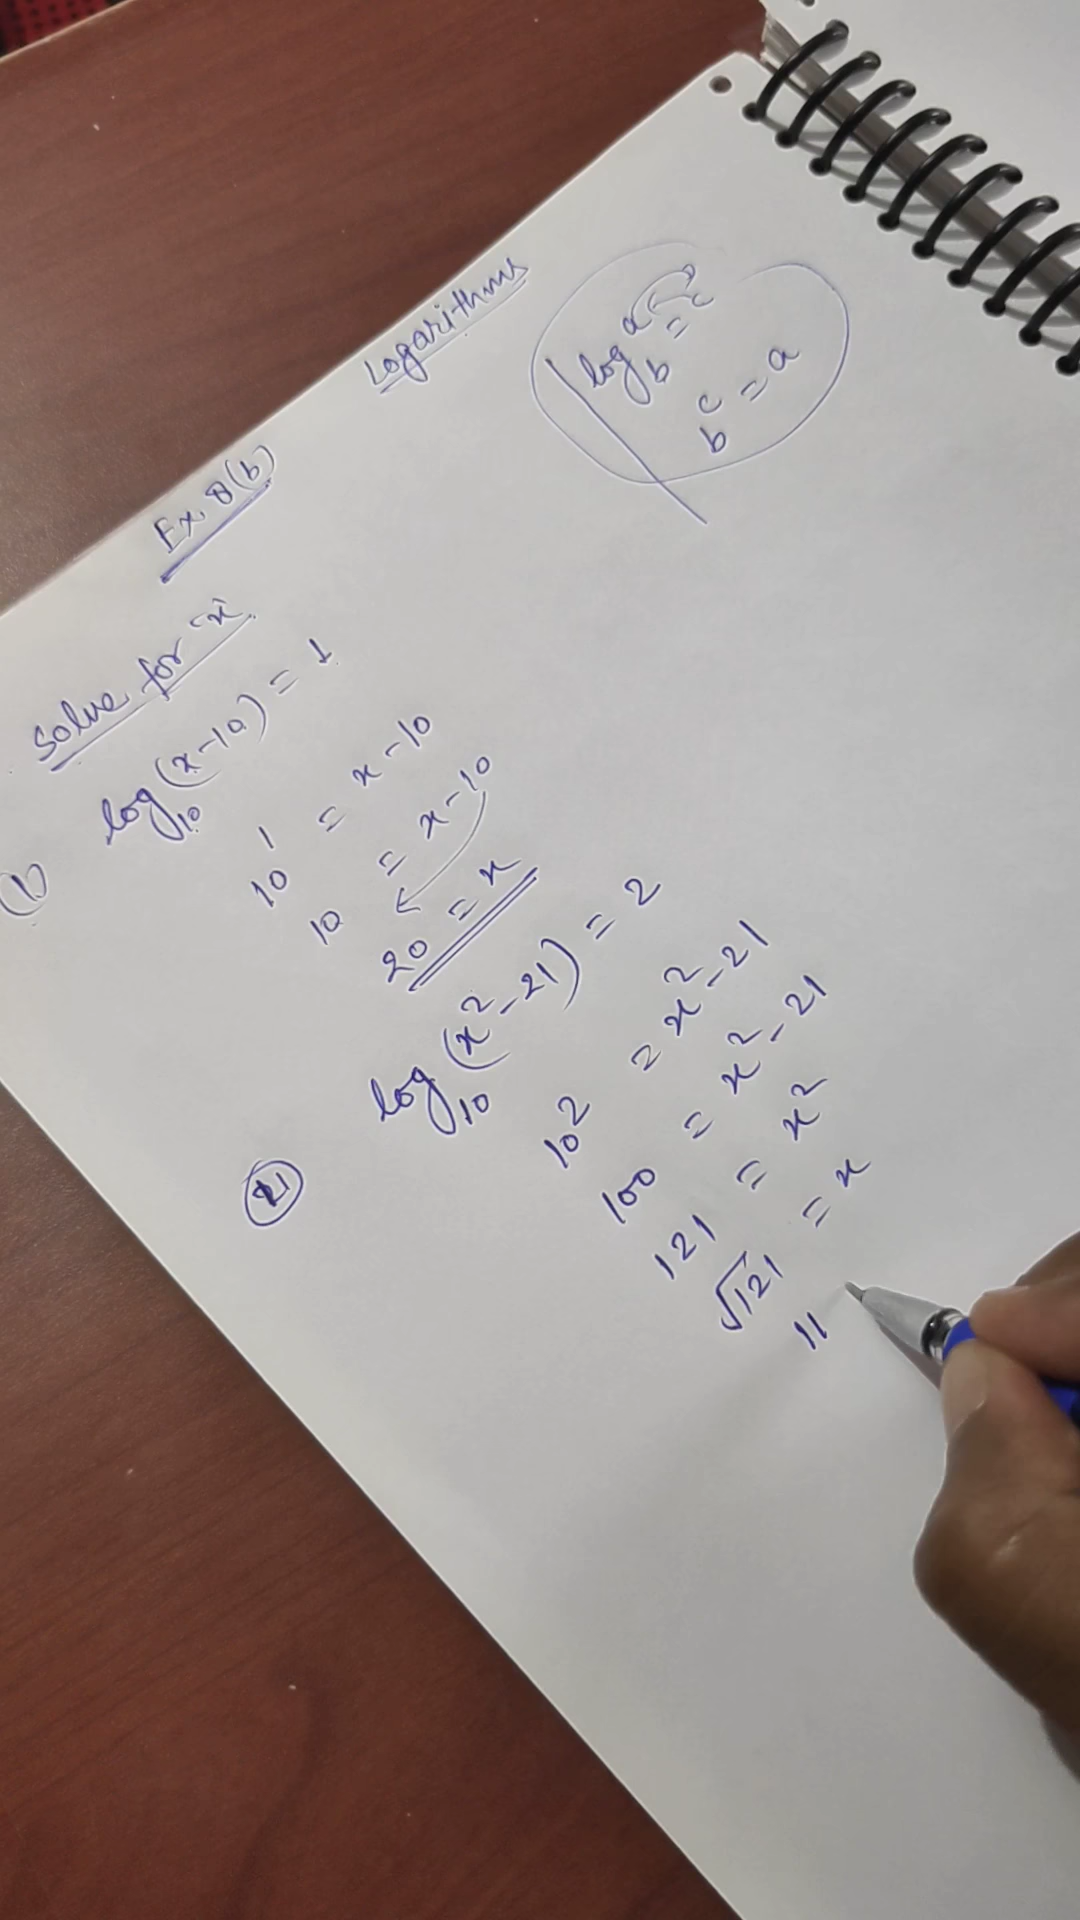 Logarithms
log_b a = c
b^c = a
Ex. 8(b)
Solve for 'x'.
(1) log_10 (x-10) = 1
10^1 = x-10
10 = x-10
20 = x
(2) log_10 (x^2-21) = 2
10^2 = x^2-21
100 = x^2-21
121 = x^2
√121 = x
11